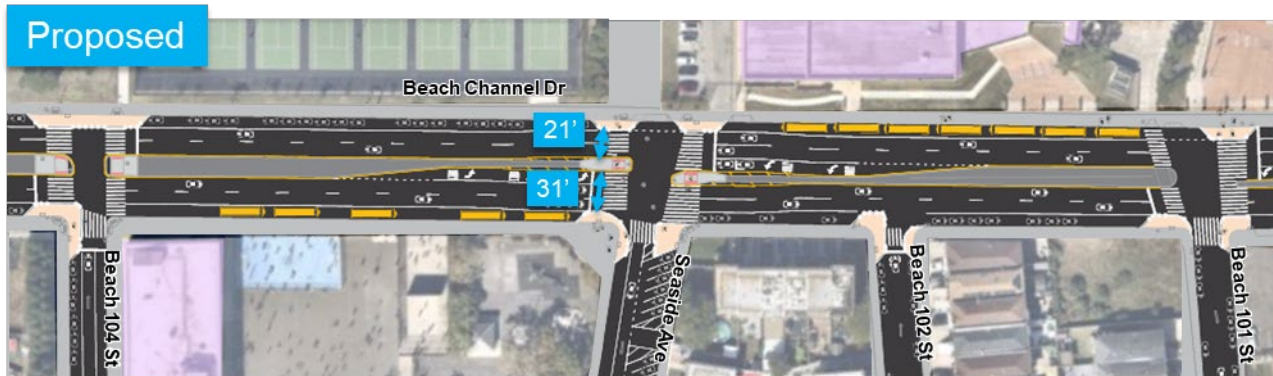 Proposed
Beach Channel Dr
21'
31'
Beach 104 St
Seaside Ave
Beach 102 St
Beach 101 St